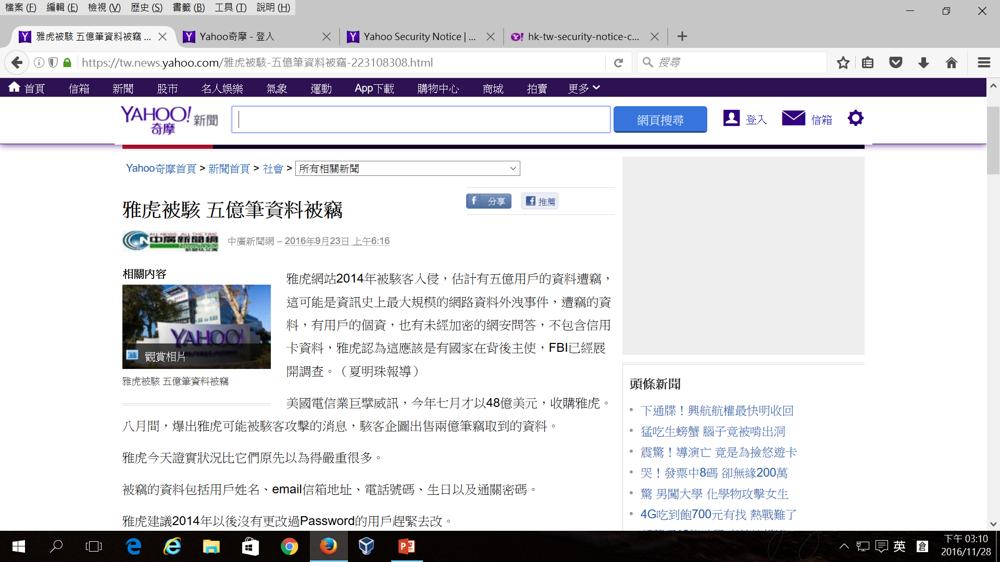 檔案 (F) 編輯 (E) 檢視 (V) 歷史 (S) 書籤 (B) 工具 (T) 說明 (H)
雅虎被駭 五億筆資料被竊 ...
Yahoo奇摩 - 登入
Yahoo Security Notice | ...
hk-tw-security-notice-c...
https://tw.news.yahoo.com/雅虎被駭-五億筆資料被竊-223108308.html
搜尋
首頁 信箱 新聞 股市 名人娛樂 氣象 運動 App下載 購物中心 商城 拍賣 更多
YAHOO! 奇摩 新聞
網頁搜尋
登入
信箱
Yahoo奇摩首頁 > 新聞首頁 > 社會 > 所有相關新聞
雅虎被駭 五億筆資料被竊
分享
推薦
中廣新聞網
中廣新聞網 – 2016年9月23日 上午6:16
相關內容
YAHOO!
觀賞相片
雅虎被駭 五億筆資料被竊
雅虎網站2014年被駭客入侵，估計有五億用戶的資料遭竊，
這可能是資訊史上最大規模的網路資料外洩事件，遭竊的資
料，有用戶的個資，也有未經加密的網安問答，不包含信用
卡資料，雅虎認為這應該是有國家在背後主使，FBI已經展
開調查。（夏明珠報導）
美國電信業巨擘威訊，今年七月才以48億美元，收購雅虎。
八月間，爆出雅虎可能被駭客攻擊的消息，駭客企圖出售兩億筆竊取到的資料。
雅虎今天證實狀況比它們原先以為得嚴重很多。
被竊的資料包括用戶姓名、email信箱地址、電話號碼、生日以及通關密碼。
雅虎建議2014年以後沒有更改過Password的用戶趕緊去改。
頭條新聞
下通牒！興航航權最快明收回
猛吃生螃蟹 腦子竟被啃出洞
震驚！導演亡 竟是為撿悠遊卡
哭！發票中8碼 卻無緣200萬
驚 男闖大學 化學物攻擊女生
4G吃到飽700元有找 熱戰難了
英
倉
下午 03:10
2016/11/28